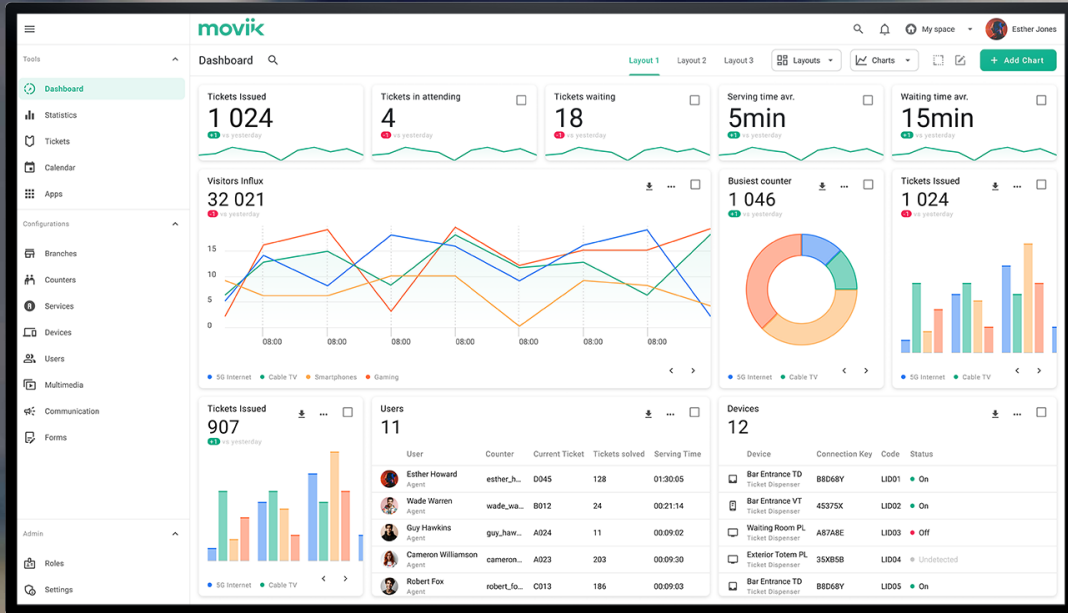 movik
My space
Esther Jones
Tools
Dashboard
Statistics
Tickets
Calendar
Apps
Configurations
Branches
Counters
Services
Devices
Users
Multimedia
Communication
Forms
Admin
Roles
Settings
Dashboard
Layout 1 Layout 2 Layout 3
Layouts
Charts
+ Add Chart
Tickets Issued
1 024
+1 vs yesterday
Tickets in attending
4
-1 vs yesterday
Tickets waiting
18
-1 vs yesterday
Serving time avr.
5min
+1 vs yesterday
Waiting time avr.
15min
+1 vs yesterday
Visitors Influx
32 021
-1 vs yesterday
15
10
5
0
08:00 08:00 08:00 08:00 08:00 08:00 08:00
5G Internet Cable TV Smartphones Gaming
Busiest counter
1 046
+1 vs yesterday
5G Internet Cable TV
Tickets Issued
1 024
-1 vs yesterday
5G Internet Cable TV
Tickets Issued
907
+1 vs yesterday
5G Internet Cable TV
Users
11
User Counter Current Ticket Tickets solved Serving Time
Esther Howard esther_h... D045 128 01:30:05
Agent
Wade Warren wade_wa... B012 24 00:21:14
Agent
Guy Hawkins guy_haw... A024 11 00:09:02
Agent
Cameron Williamson cameron... A023 203 00:09:30
Agent
Robert Fox robert_fo... C013 186 00:09:03
Agent
Devices
12
Device Connection Key Code Status
Bar Entrance TD B8D68Y LID01 On
Ticket Dispenser
Bar Entrance VT 45375X LID02 On
Ticket Dispenser
Waiting Room PL A87A8E LID03 Off
Ticket Dispenser
Exterior Totem PL 35XB5B LID04 Undetected
Ticket Dispenser
Bar Entrance TD B8D68Y LID05 On
Ticket Dispenser